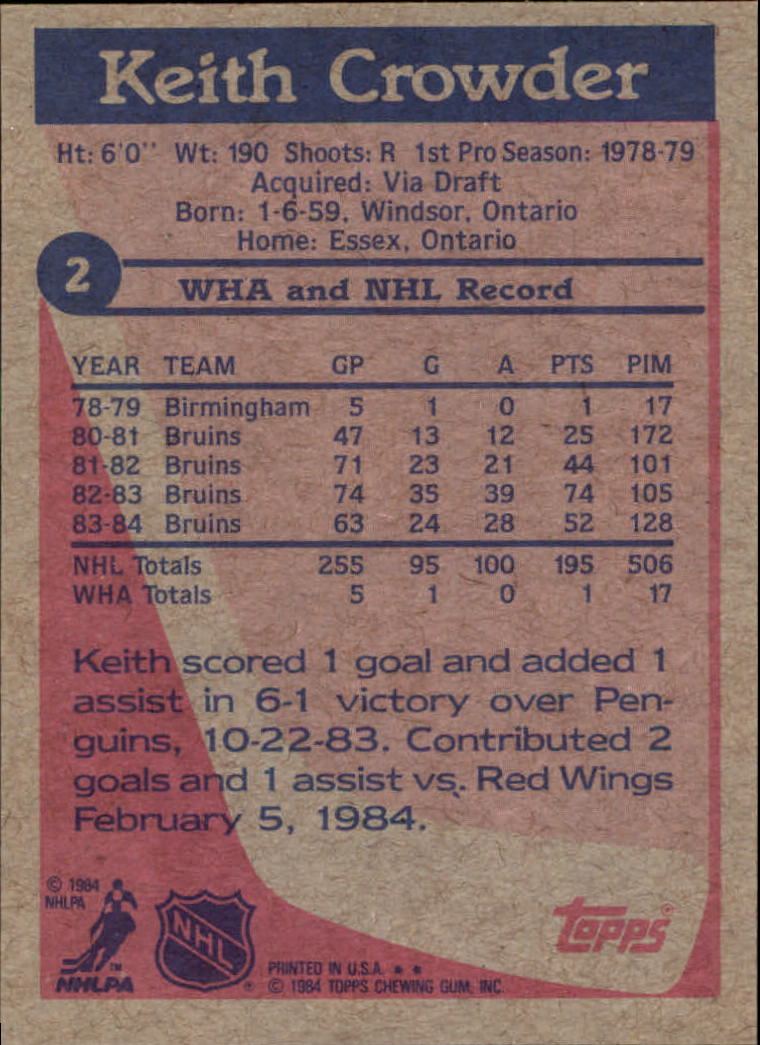 Keith Crowder
Ht: 6'0" Wt: 190 Shoots: R 1st Pro Season: 1978-79
Acquired: Via Draft
Born: 1-6-59, Windsor, Ontario
Home: Essex, Ontario
2
WHA and NHL Record
YEAR TEAM GP G A PTS PIM
78-79 Birmingham 5 1 0 1 17
80-81 Bruins 47 13 12 25 172
81-82 Bruins 71 23 21 44 101
82-83 Bruins 74 35 39 74 105
83-84 Bruins 63 24 28 52 128
NHL Totals 255 95 100 195 506
WHA Totals 5 1 0 1 17
Keith scored 1 goal and added 1
assist in 6-1 victory over Pen-
guins, 10-22-83. Contributed 2
goals and 1 assist vs. Red Wings
February 5, 1984.
© 1984
NHLPA
™
NHLPA
NHL
®
topps®
PRINTED IN U.S.A. * *
© 1984 TOPPS CHEWING GUM, INC.